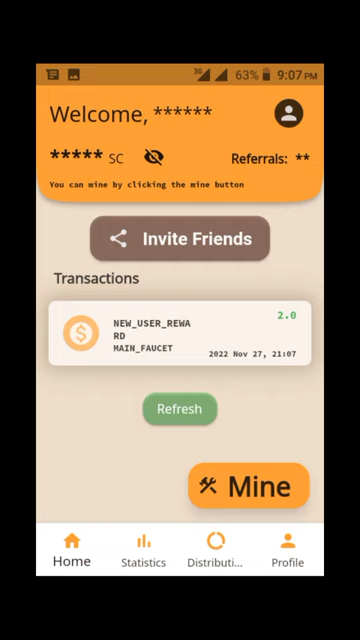 3G 63% 9:07 PM
Welcome, ******
***** SC Referrals: **
You can mine by clicking the mine button
Invite Friends
Transactions
2.0
NEW_USER_REWA
RD
MAIN_FAUCET
2022 Nov 27, 21:07
Refresh
Mine
Home Statistics Distributi... Profile